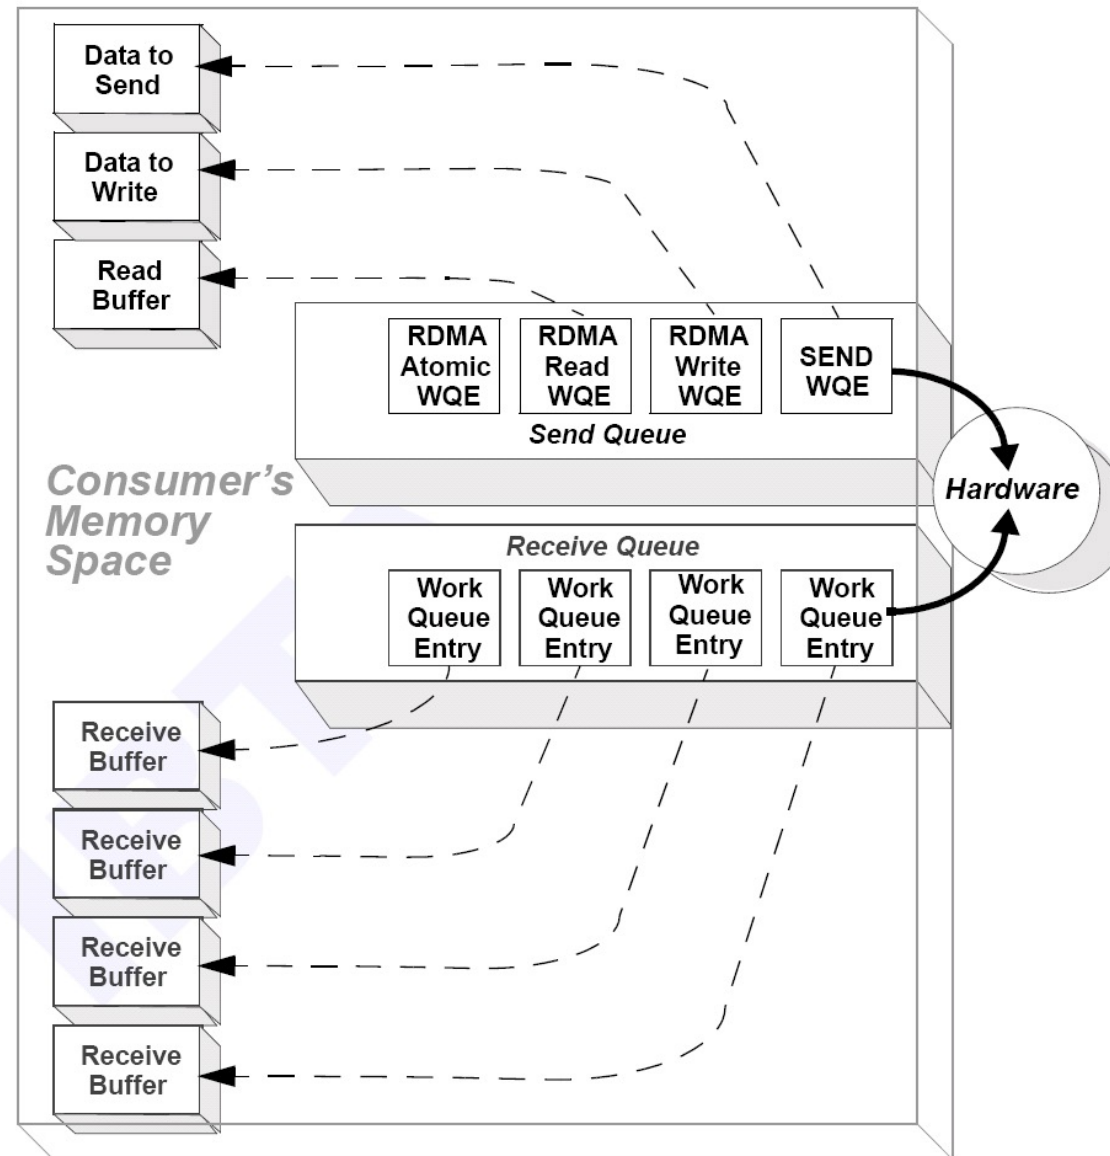 Data to
Send
Data to
Write
Read
Buffer
RDMA
Atomic
WQE
RDMA
Read
WQE
RDMA
Write
WQE
SEND
WQE
Send Queue
Hardware
Consumer's
Memory
Space
Receive Queue
Work
Queue
Entry
Work
Queue
Entry
Work
Queue
Entry
Work
Queue
Entry
Receive
Buffer
Receive
Buffer
Receive
Buffer
Receive
Buffer